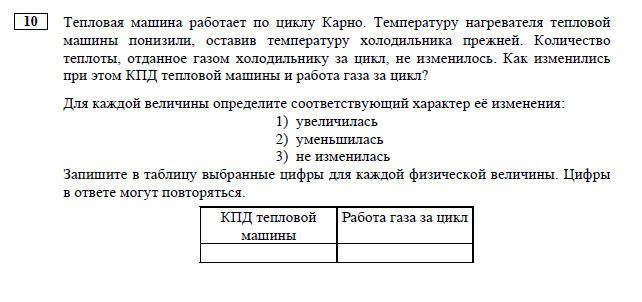 10
Тепловая машина работает по циклу Карно. Температуру нагревателя тепловой
машины понизили, оставив температуру холодильника прежней. Количество
теплоты, отданное газом холодильнику за цикл, не изменилось. Как изменились
при этом КПД тепловой машины и работа газа за цикл?
Для каждой величины определите соответствующий характер её изменения:
1) увеличилась
2) уменьшилась
3) не изменилась
Запишите в таблицу выбранные цифры для каждой физической величины. Цифры
в ответе могут повторяться.
КПД тепловой Работа газа за цикл
машины